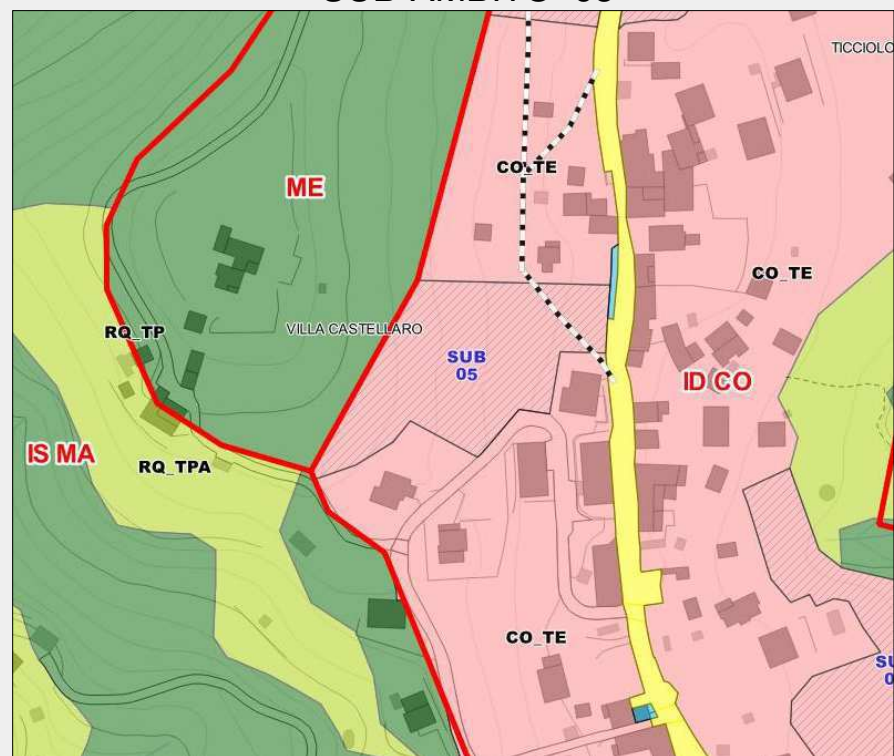 TICCIOLO
CO_TE
ME
CO_TE
RQ_TP
VILLA CASTELLARO
SUB
05
ID CO
IS MA
RQ_TPA
CO_TE